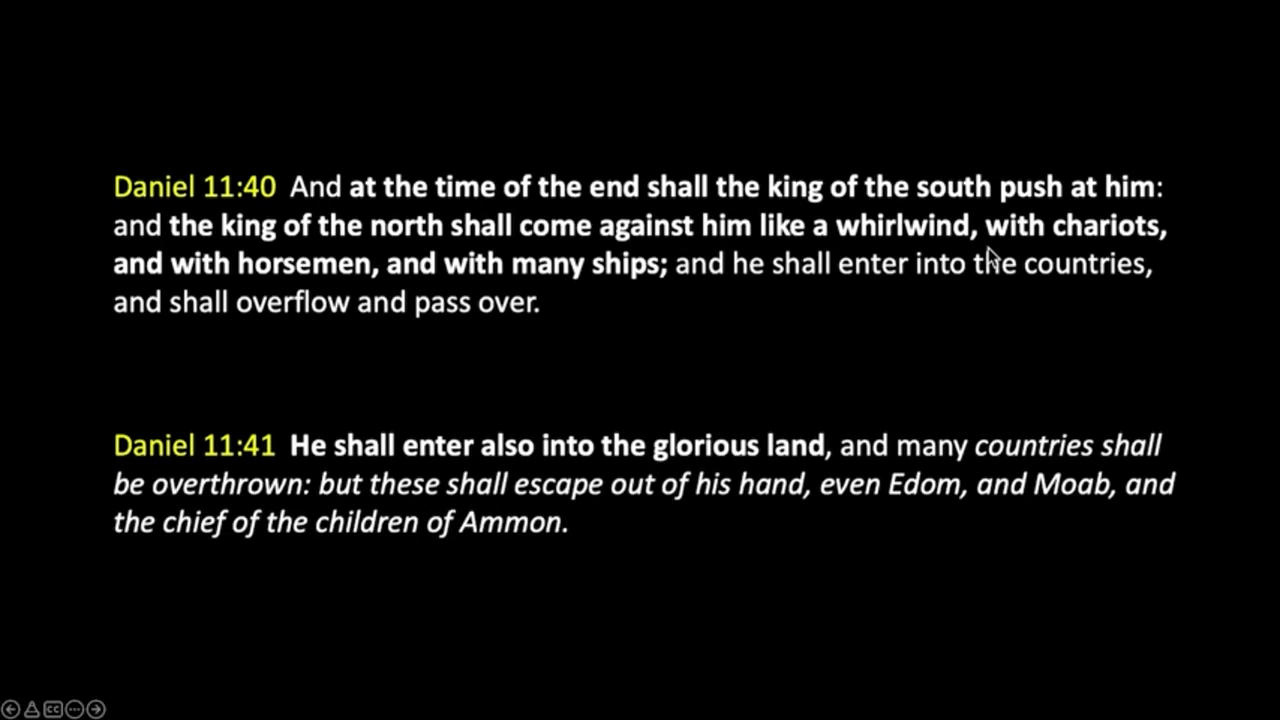 Daniel 11:40 And at the time of the end shall the king of the south push at him:
and the king of the north shall come against him like a whirlwind, with chariots,
and with horsemen, and with many ships; and he shall enter into the countries,
and shall overflow and pass over.
Daniel 11:41 He shall enter also into the glorious land, and many countries shall
be overthrown: but these shall escape out of his hand, even Edom, and Moab, and
the chief of the children of Ammon.
CC